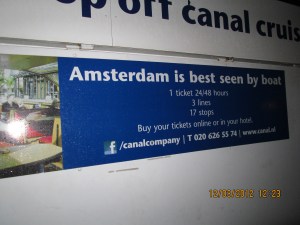 op off canal cruis
Amsterdam is best seen by boat
1 ticket 24/48 hours
3 lines
17 stops
Buy your tickets online or in your hotel.
f /canalcompany | T 020 626 55 74 | www.canal.nl
12/03/2012 12:23